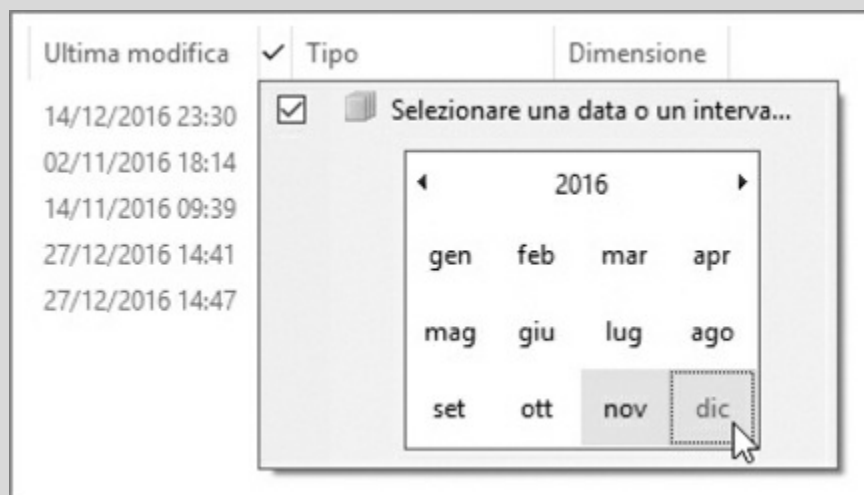 Ultima modifica Tipo Dimensione
14/12/2016 23:30
02/11/2016 18:14
14/11/2016 09:39
27/12/2016 14:41
27/12/2016 14:47
Selezionare una data o un interva...
2016
gen feb mar apr
mag giu lug ago
set ott nov dic